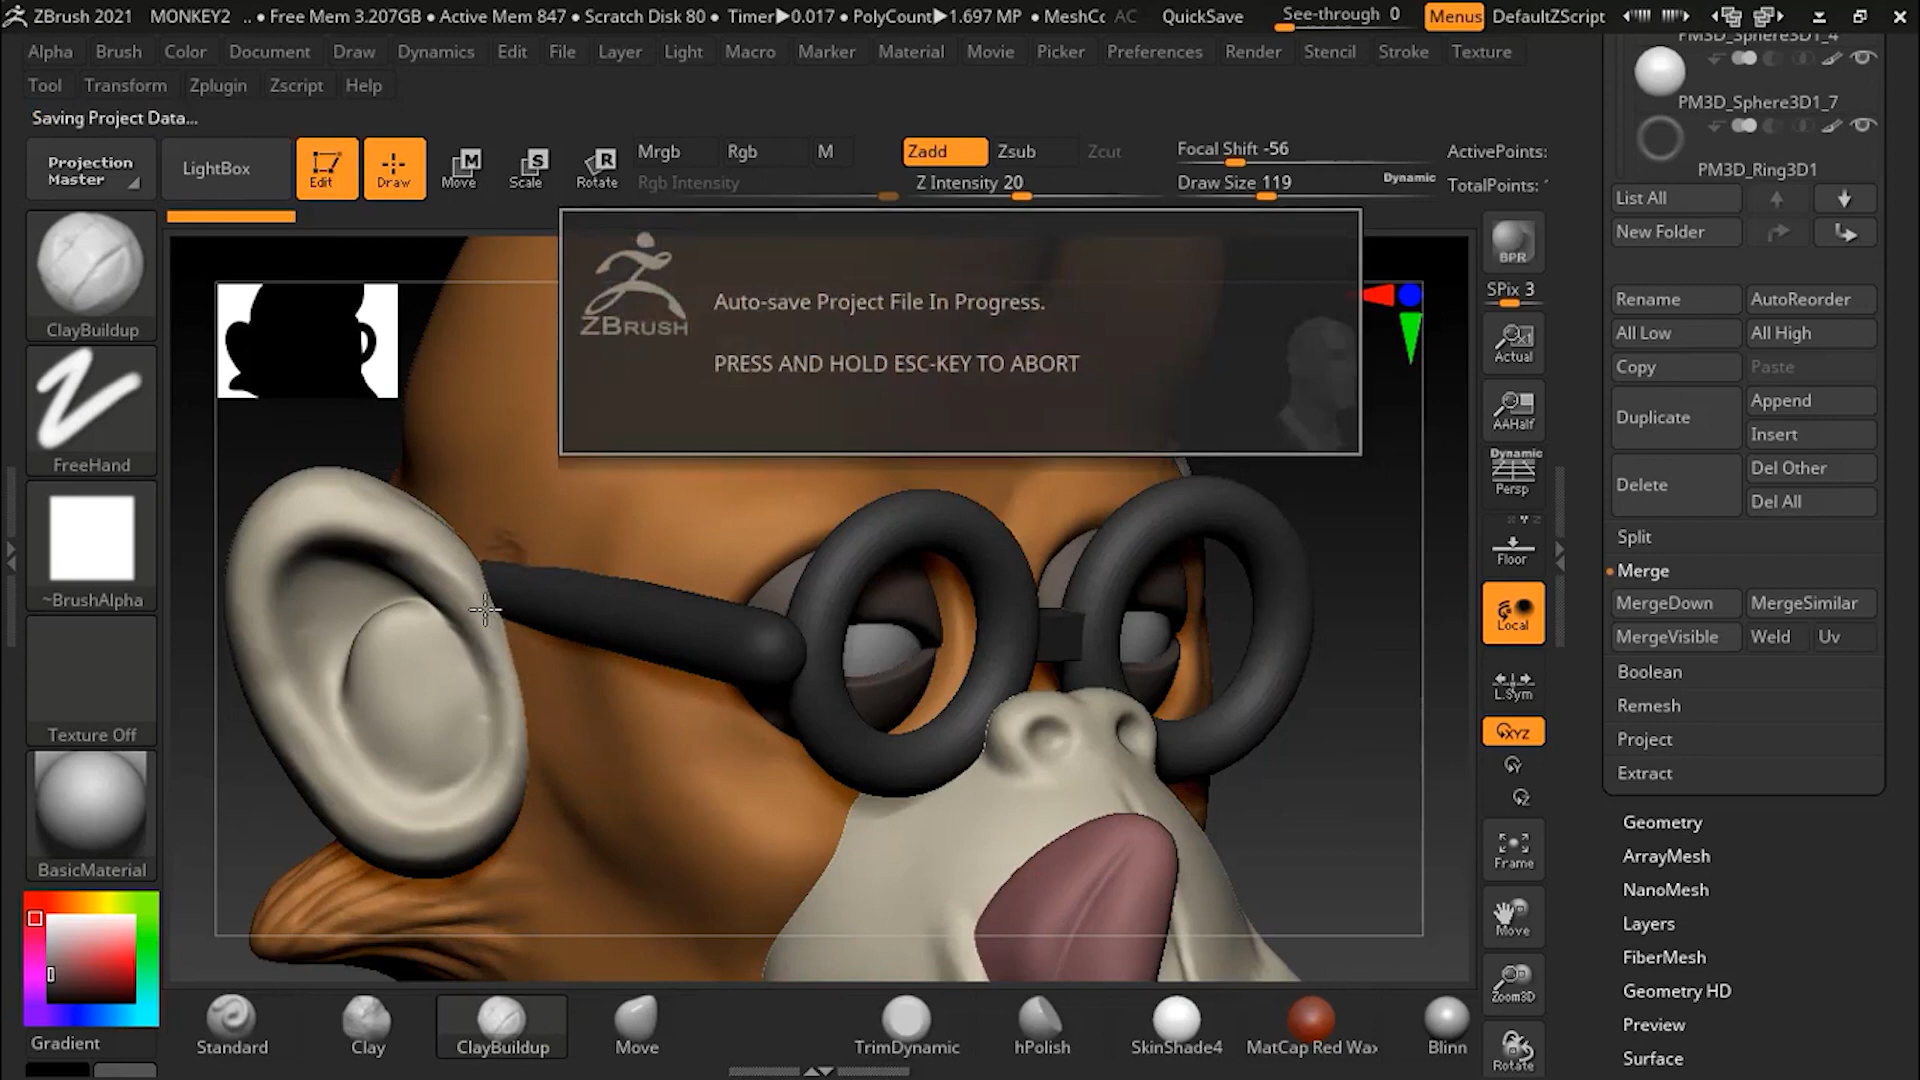 ZBrush 2021 MONKEY2 .. • Free Mem 3.207GB • Active Mem 847 • Scratch Disk 80 • Timer▶0.017 • PolyCount▶1.697 MP • MeshCc AC QuickSave See-through 0 Menus DefaultZScript
Alpha Brush Color Document Draw Dynamics Edit File Layer Light Macro Marker Material Movie Picker Preferences Render Stencil Stroke Texture
Tool Transform Zplugin Zscript Help
Saving Project Data...
Projection Master
LightBox
Edit
Draw
M
Move
S
Scale
R
Rotate
Mrgb Rgb M
Rgb Intensity
Zadd Zsub Zcut
Z Intensity 20
Focal Shift -56
Draw Size 119
Dynamic
ActivePoints:
TotalPoints:
ClayBuildup
FreeHand
~BrushAlpha
Texture Off
BasicMaterial
Gradient
ZBRUSH
Auto-save Project File In Progress.
PRESS AND HOLD ESC-KEY TO ABORT
BPR
SPix 3
Actual
AAHalf
Dynamic
Persp
Floor
Local
L.Sym
XYZ
Y
Z
Frame
Move
Zoom3D
Rotate
PM3D_Sphere3D1_4
PM3D_Sphere3D1_7
PM3D_Ring3D1
List All
New Folder
Rename AutoReorder
All Low All High
Copy Paste
Duplicate Append
Insert
Delete Del Other
Del All
Split
Merge
MergeDown MergeSimilar
MergeVisible Weld Uv
Boolean
Remesh
Project
Extract
Geometry
ArrayMesh
NanoMesh
Layers
FiberMesh
Geometry HD
Preview
Surface
Standard Clay ClayBuildup Move TrimDynamic hPolish SkinShade4 MatCap Red Wax Blinn